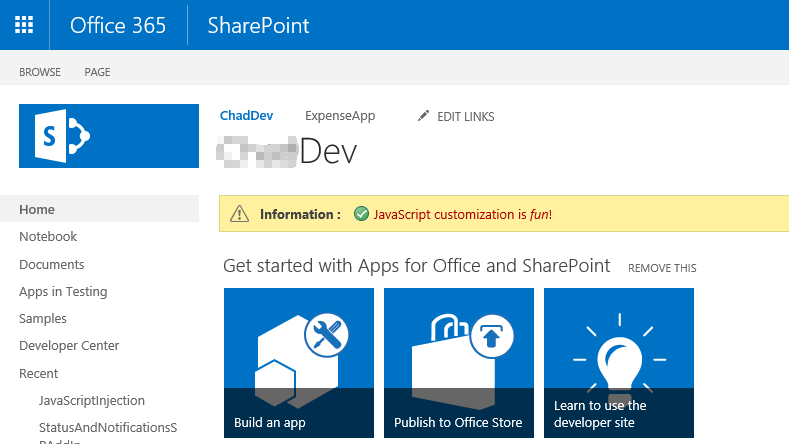 Office 365 SharePoint
BROWSE PAGE
S
ChadDev ExpenseApp EDIT LINKS
Dev
Home
Notebook
Documents
Apps in Testing
Samples
Developer Center
Recent
JavaScriptInjection
StatusAndNotificationsS
Information : JavaScript customization is fun!
Get started with Apps for Office and SharePoint REMOVE THIS
Build an app
Publish to Office Store
Learn to use the
developer site